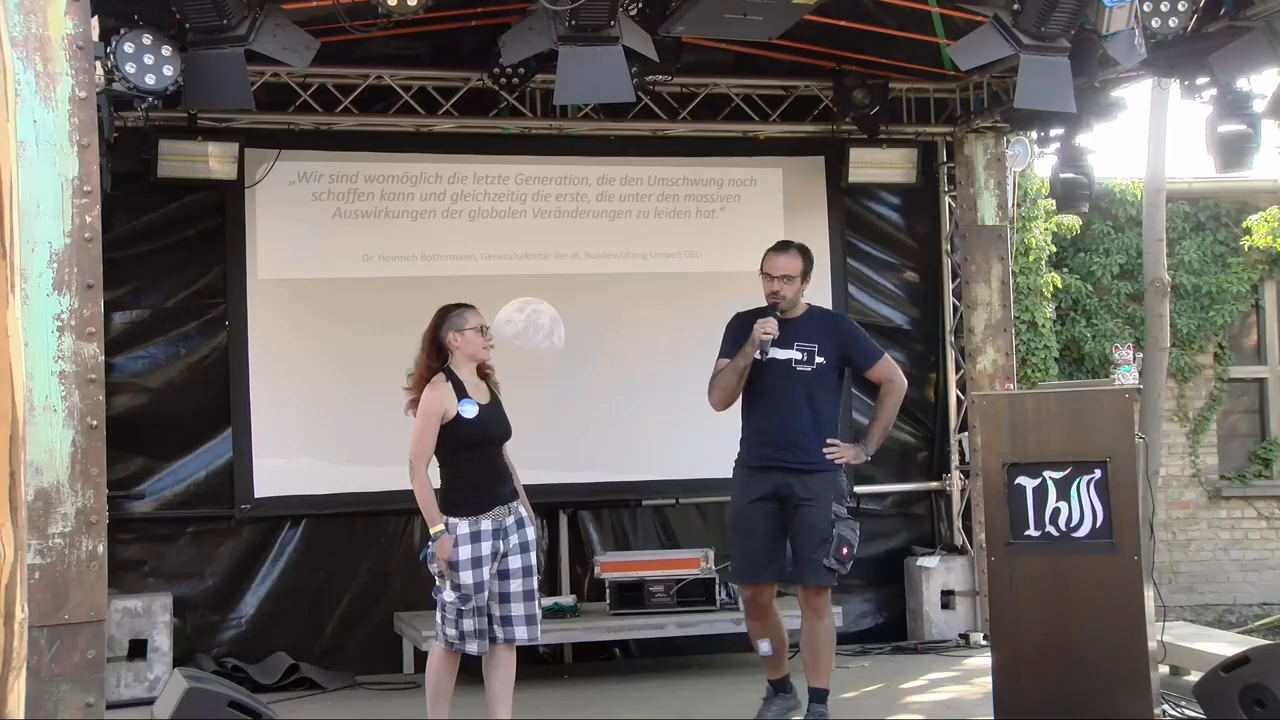 „Wir sind womöglich die letzte Generation, die den Umschwung noch
schaffen kann und gleichzeitig die erste, die unter den massiven
Auswirkungen der globalen Veränderungen zu leiden hat.“
Dr. Heinrich Bottermann, Generalsekretär der dt. Bundesstiftung Umwelt DBU